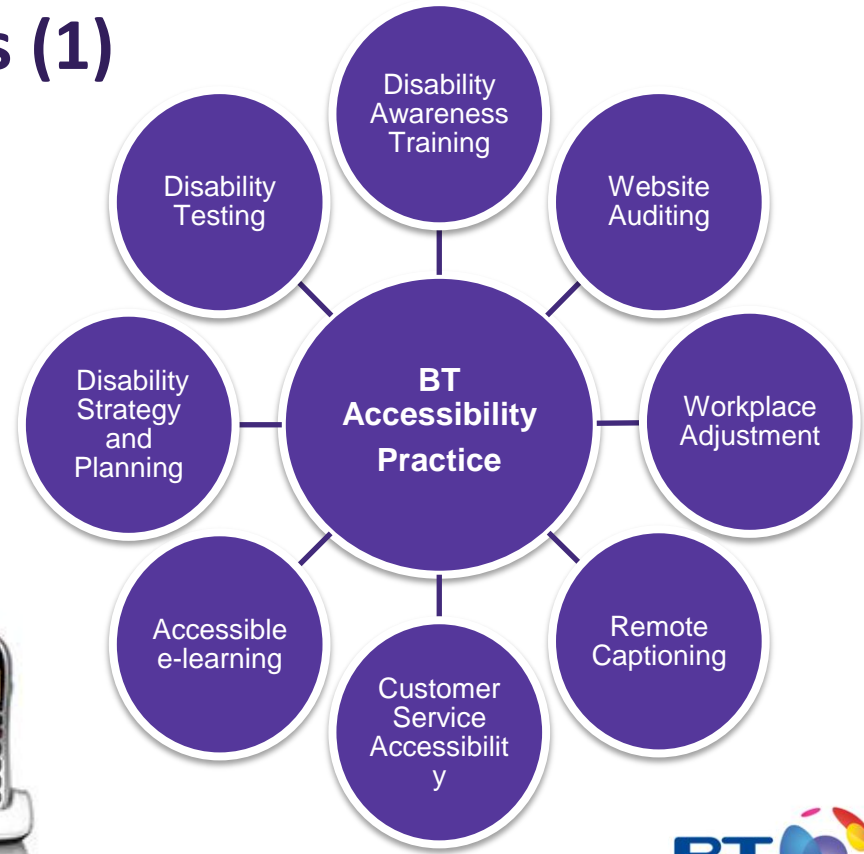 s (1)
Disability
Awareness
Training
Website
Auditing
Workplace
Adjustment
Remote
Captioning
Customer
Service
Accessibilit
y
Accessible
e-learning
Disability
Strategy
and
Planning
Disability
Testing
BT
Accessibility
Practice
BT